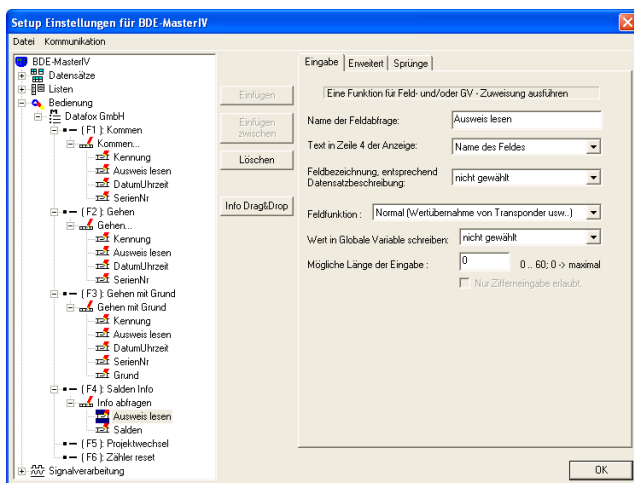 Setup Einstellungen für BDE-MasterIV
Datei Kommunikation
BDE-MasterIV
Datensätze
Listen
Bedienung
Datafox GmbH
(F1): Kommen
Kommen...
Kennung
Ausweis lesen
DatumUhrzeit
SerienNr
(F2): Gehen
Gehen...
Kennung
Ausweis lesen
DatumUhrzeit
SerienNr
(F3): Gehen mit Grund
Gehen mit Grund
Kennung
Ausweis lesen
DatumUhrzeit
SerienNr
Grund
(F4): Salden Info
Info abfragen
Ausweis lesen
Salden
(F5): Projektwechsel
(F6): Zähler reset
Signalverarbeitung
Einfügen
Einfügen
zwischen
Löschen
Info Drag&Drop
Eingabe Erweitert Sprünge
Eine Funktion für Feld- und/oder GV - Zuweisung ausführen
Name der Feldabfrage: Ausweis lesen
Text in Zeile 4 der Anzeige: Name des Feldes
Feldbezeichnung, entsprechend
Datensatzbeschreibung: nicht gewählt
Feldfunktion : Normal (Wertübernahme von Transponder usw..)
Wert in Globale Variable schreiben: nicht gewählt
Mögliche Länge der Eingabe : 0 0 .. 60; 0 -> maximal
Nur Zifferneingabe erlaubt.
OK